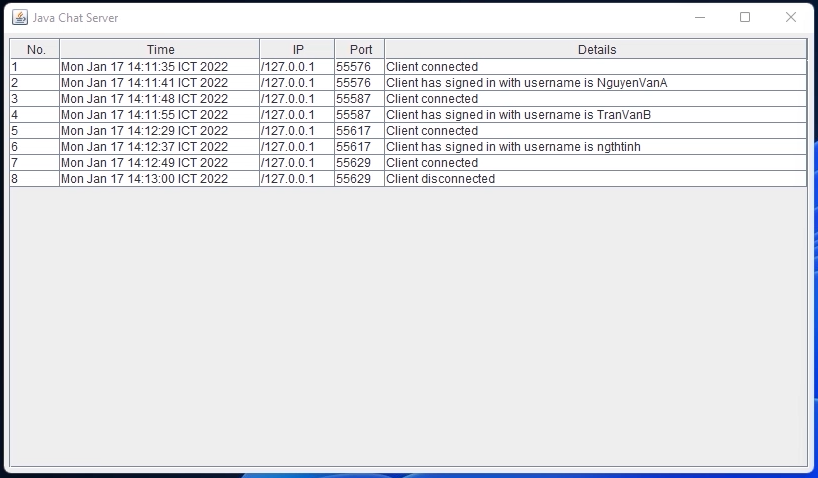 Java Chat Server
No. Time IP Port Details
1 Mon Jan 17 14:11:35 ICT 2022 /127.0.0.1 55576 Client connected
2 Mon Jan 17 14:11:41 ICT 2022 /127.0.0.1 55576 Client has signed in with username is NguyenVanA
3 Mon Jan 17 14:11:48 ICT 2022 /127.0.0.1 55587 Client connected
4 Mon Jan 17 14:11:55 ICT 2022 /127.0.0.1 55587 Client has signed in with username is TranVanB
5 Mon Jan 17 14:12:29 ICT 2022 /127.0.0.1 55617 Client connected
6 Mon Jan 17 14:12:37 ICT 2022 /127.0.0.1 55617 Client has signed in with username is ngthtinh
7 Mon Jan 17 14:12:49 ICT 2022 /127.0.0.1 55629 Client connected
8 Mon Jan 17 14:13:00 ICT 2022 /127.0.0.1 55629 Client disconnected